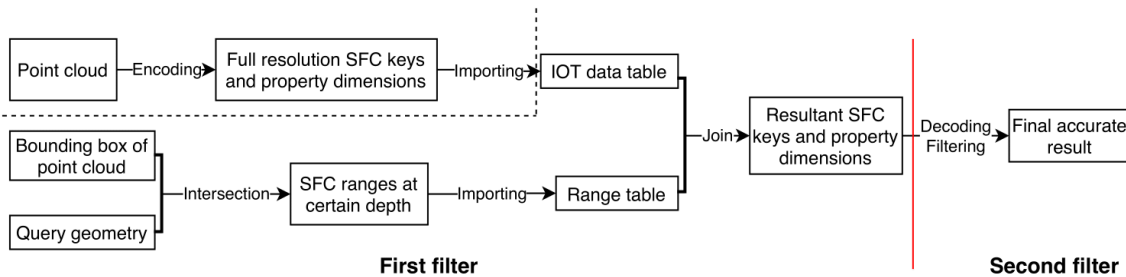 Point cloud
Encoding
Full resolution SFC keys
and property dimensions
Importing
IOT data table
Bounding box of
point cloud
Query geometry
Intersection
SFC ranges at
certain depth
Importing
Range table
Join
Resultant SFC
keys and property
dimensions
Decoding
Filtering
Final accurate
result
First filter
Second filter